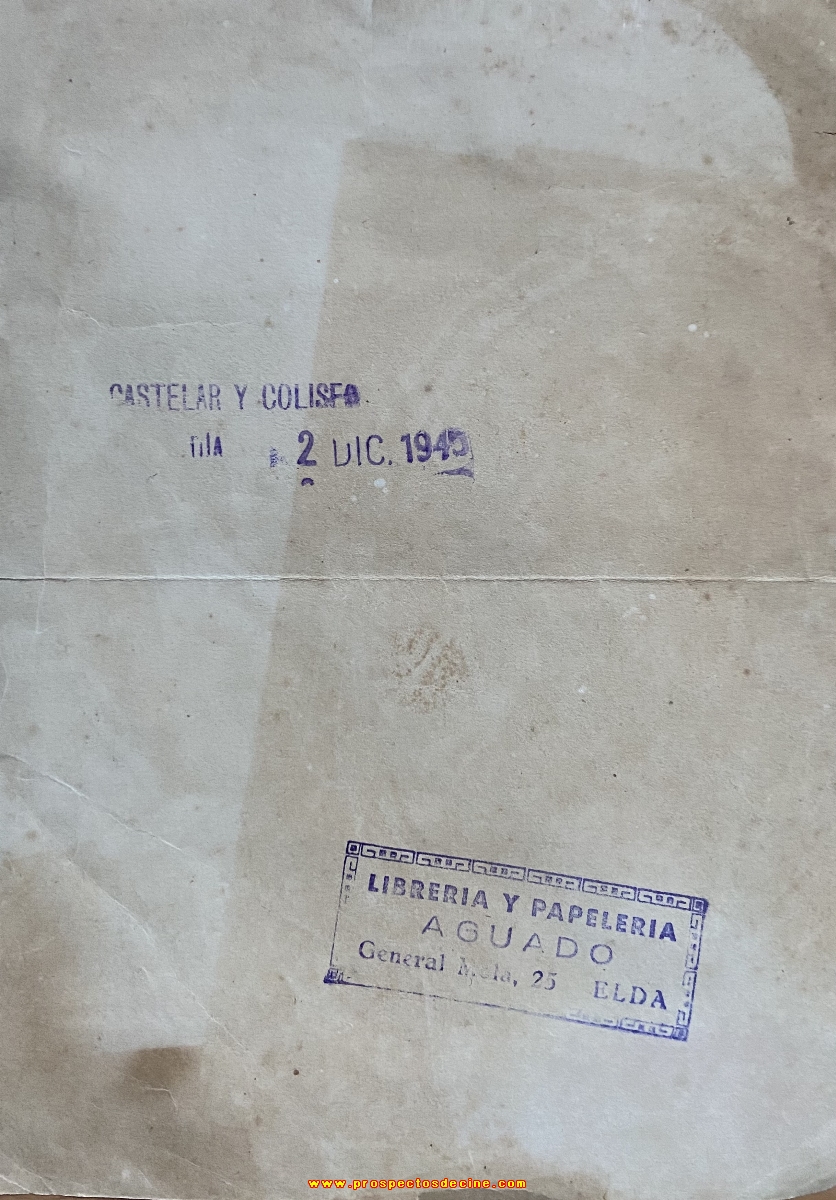 CASTELAR Y COLISEO
DIA 2 DIC. 1945
LIBRERIA Y PAPELERIA
AGUADO
General Mola, 25 ELDA
www.prospectosdecine.com